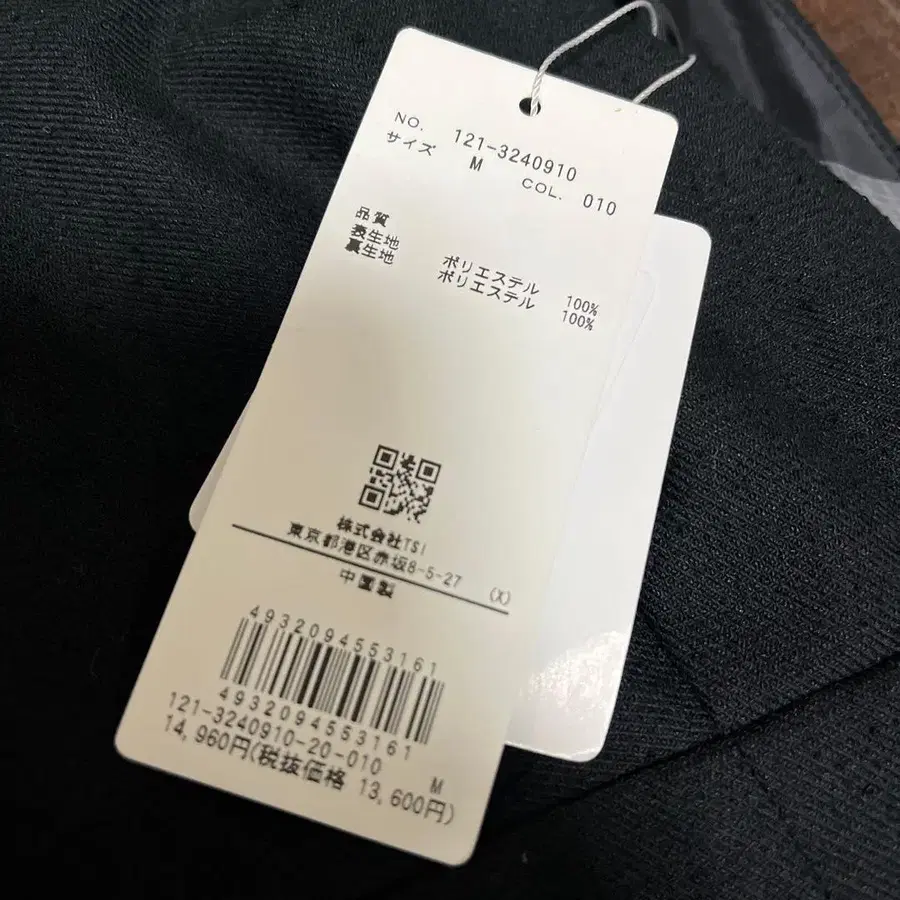 NO. 121-3240910
サイズ M COL. 010
品質
表生地 ポリエステル 100%
裏生地 ポリエステル 100%
株式会社TSI
東京都港区赤坂8-5-27 (X)
中国製
4932094553161
4932094553161
121-3240910-20-010 M
14,960円(税抜価格 13,600円)